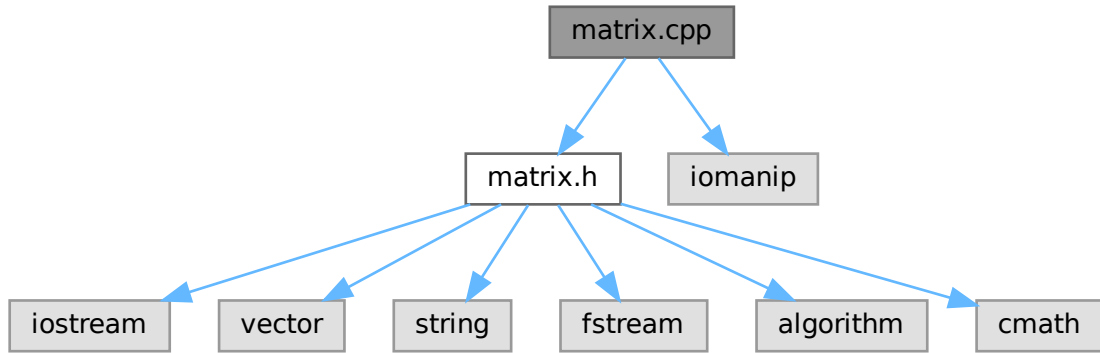 matrix.cpp
matrix.h
iomanip
iostream
vector
string
fstream
algorithm
cmath